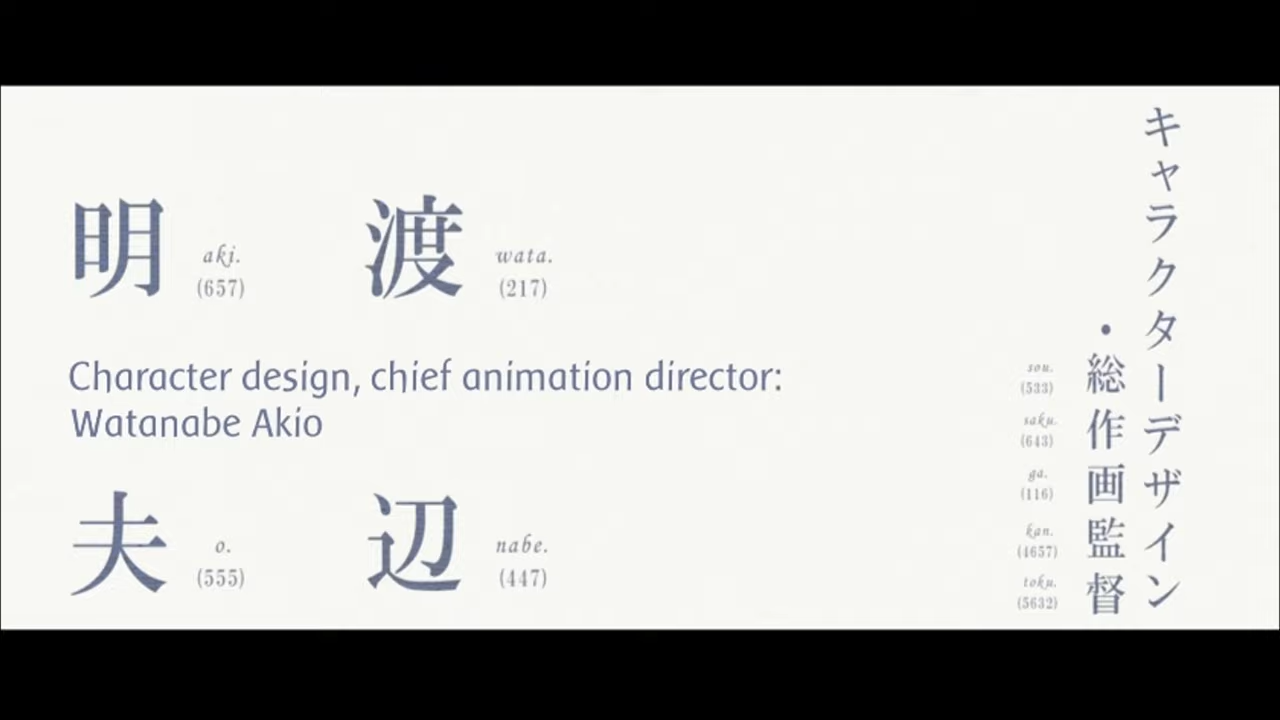 キャラクターデザイン
・総作画監督
sou.
(533)
saku.
(643)
ga.
(116)
kan.
(4657)
toku.
(5632)
渡
wata.
(217)
辺
nabe.
(447)
明
aki.
(657)
夫
o.
(555)
Character design, chief animation director:
Watanabe Akio